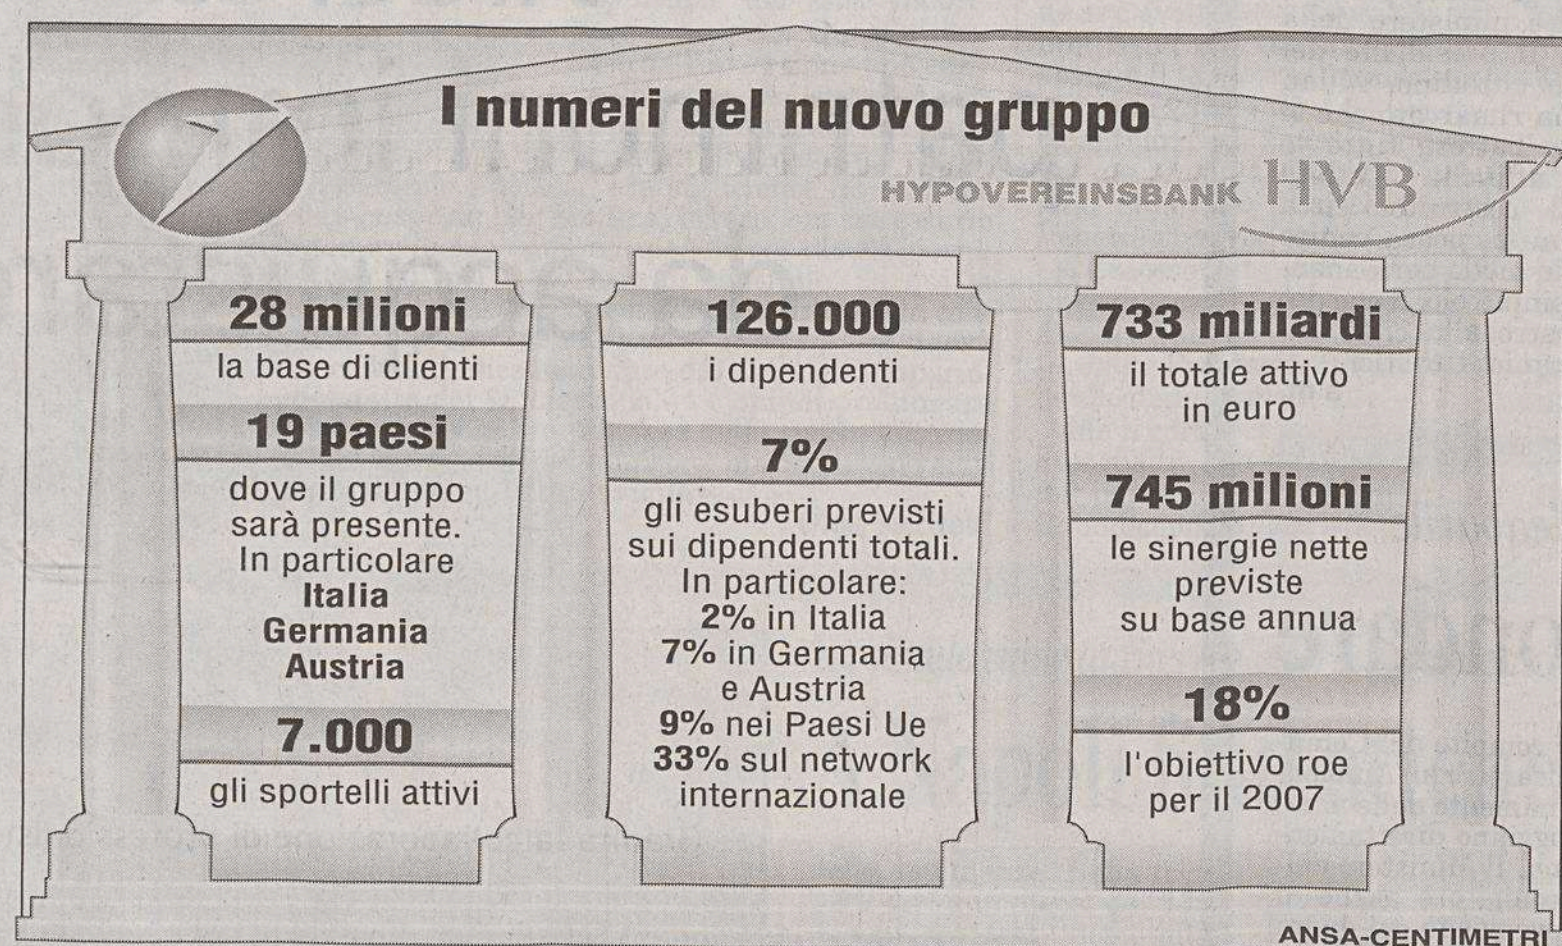 I numeri del nuovo gruppo
HYPOVEREINSBANK HVB
28 milioni
la base di clienti
19 paesi
dove il gruppo
sarà presente.
In particolare
Italia
Germania
Austria
7.000
gli sportelli attivi
126.000
i dipendenti
7%
gli esuberi previsti
sui dipendenti totali.
In particolare:
2% in Italia
7% in Germania
e Austria
9% nei Paesi Ue
33% sul network
internazionale
733 miliardi
il totale attivo
in euro
745 milioni
le sinergie nette
previste
su base annua
18%
l'obiettivo roe
per il 2007
ANSA-CENTIMETRI